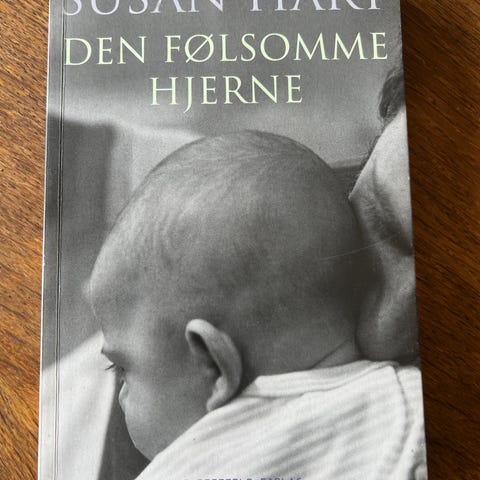 SUSAN HART
DEN FØLSOMME
HJERNE